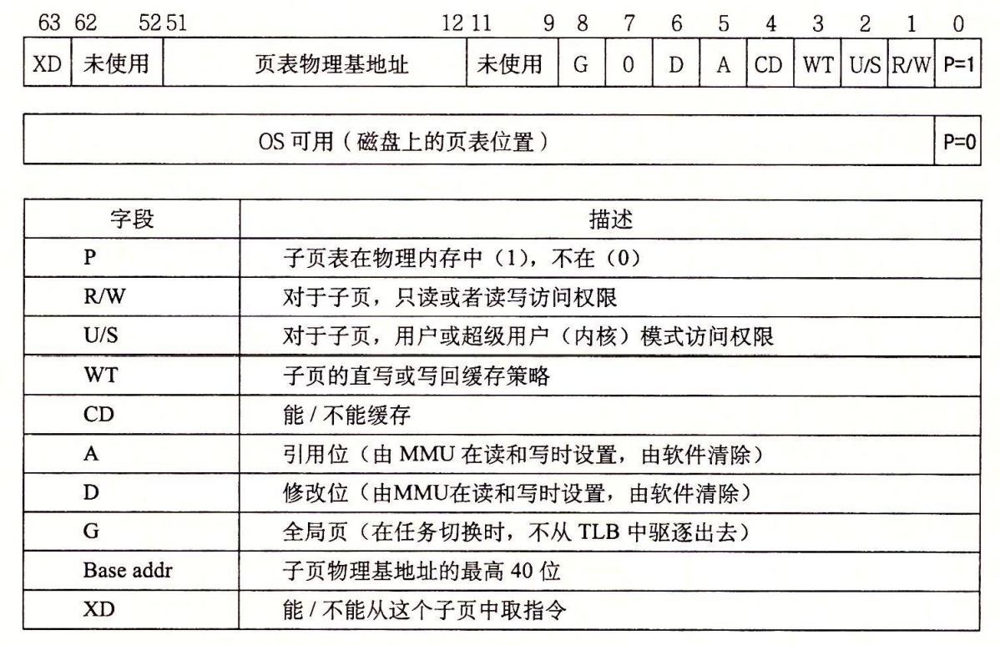 63 62 52 51 12 11 9 8 7 6 5 4 3 2 1 0
XD 未使用 页表物理基地址 未使用 G 0 D A CD WT U/S R/W P=1
OS 可用（磁盘上的页表位置） P=0
字段 描述
P 子页表在物理内存中（1），不在（0）
R/W 对于子页，只读或者读写访问权限
U/S 对于子页，用户或超级用户（内核）模式访问权限
WT 子页的直写或写回缓存策略
CD 能 / 不能缓存
A 引用位（由 MMU 在读和写时设置，由软件清除）
D 修改位（由MMU在读和写时设置，由软件清除）
G 全局页（在任务切换时，不从 TLB 中驱逐出去）
Base addr 子页物理基地址的最高 40 位
XD 能 / 不能从这个子页中取指令